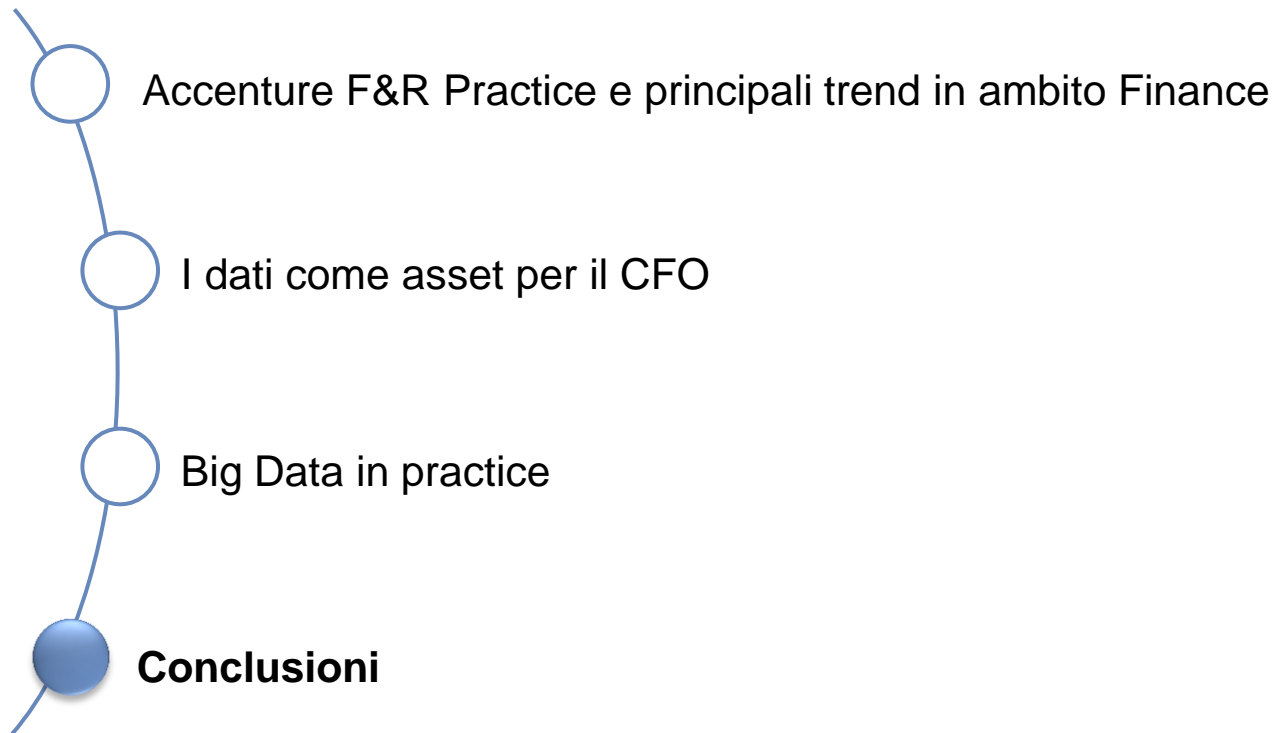 Accenture F&R Practice e principali trend in ambito Finance
I dati come asset per il CFO
Big Data in practice
Conclusioni